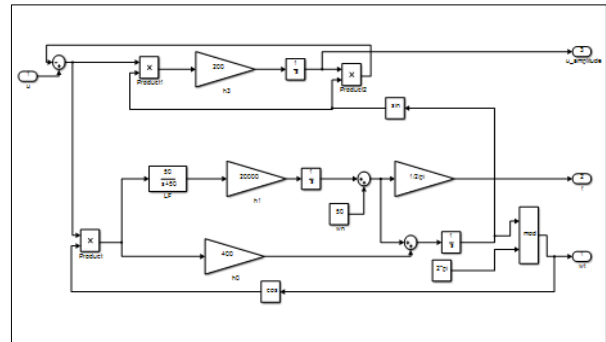 3
u_amplitude
1
u
×
Product1
200
h3
1
s
×
Product2
sin
50
s+50
LF
20000
h1
1
s
50
wn
1/2/pi
2
f
×
Product
400
h0
1
s
2*pi
mod
1
wt
cos